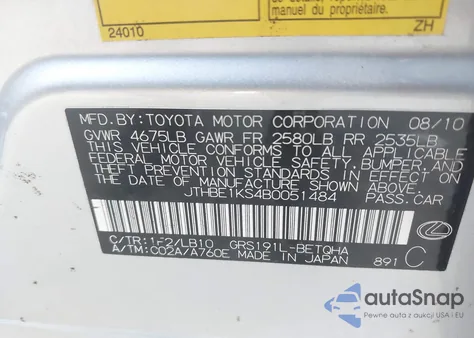 manuel du propriétaire.
24010 ZH
MFD. BY: TOYOTA MOTOR CORPORATION 08/10
GVWR 4675LB GAWR FR 2580LB RR 2535LB
THIS VEHICLE CONFORMS TO ALL APPLICABLE
FEDERAL MOTOR VEHICLE SAFETY, BUMPER AND
THEFT PREVENTION STANDARDS IN EFFECT ON
THE DATE OF MANUFACTURE SHOWN ABOVE.
JTHBE1KS4B0051484 PASS. CAR
C/TR: 1F2/LB10 GRS191L-BETQHA
A/TM: C02A/A760E MADE IN JAPAN 891 C
autoSnap
Pewne auta z aukcji w USA i Kanadzie